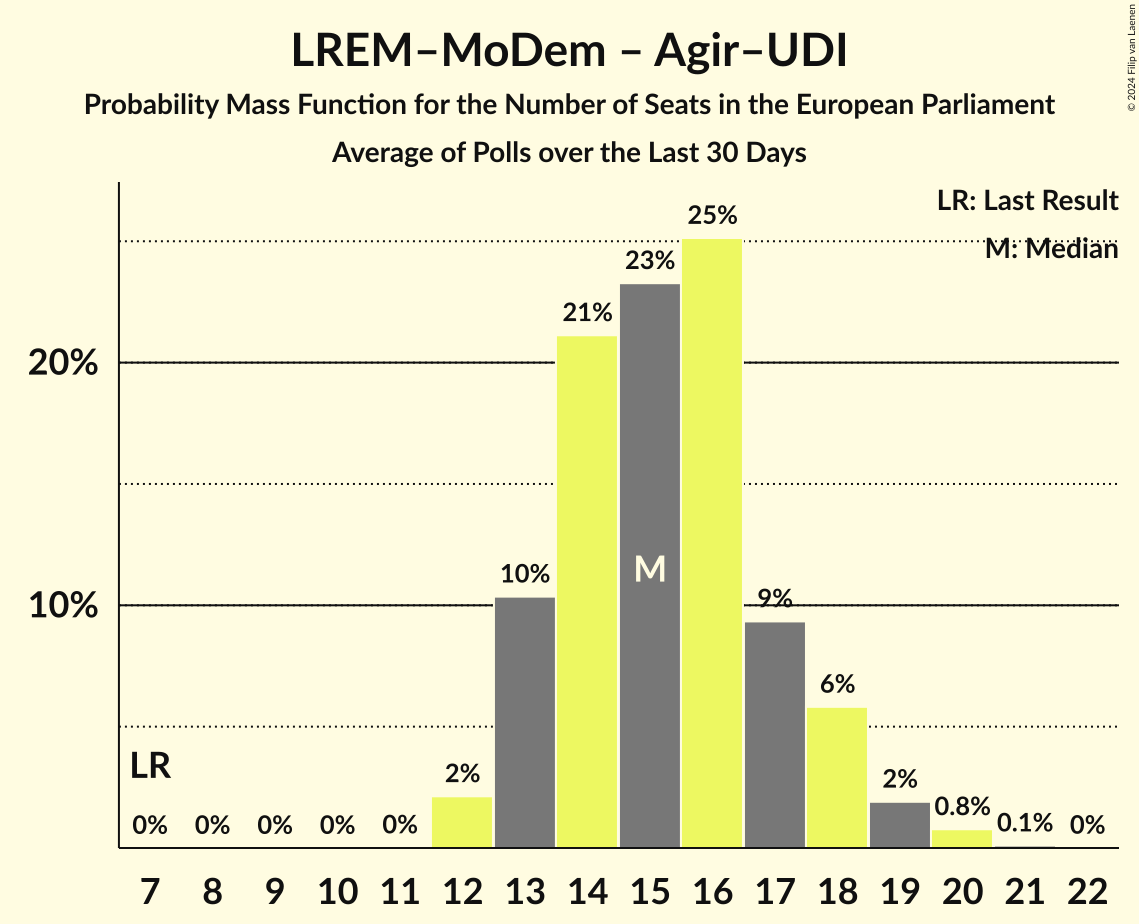 LREM–MoDem – Agir–UDI
Probability Mass Function for the Number of Seats in the European Parliament
Average of Polls over the Last 30 Days
© 2024 Filip van Laenen
LR: Last Result
M: Median
25%
23%
21%
20%
10%
M
10%
9%
6%
LR
2%
2%
0.8%
0% 0% 0% 0% 0% 0.1% 0%
7 8 9 10 11 12 13 14 15 16 17 18 19 20 21 22